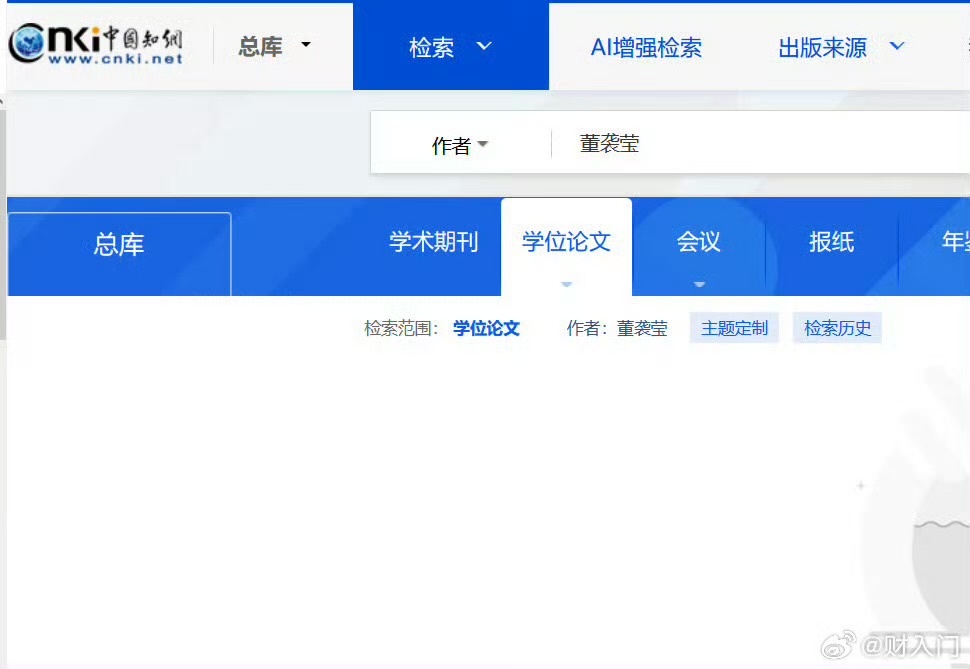 cnki中国知网
www.cnki.net
总库
检索
AI增强检索
出版来源
作者
董袭莹
总库
学术期刊
学位论文
会议
报纸
检索范围:
学位论文
作者:董袭莹
主题定制
检索历史
@财入门